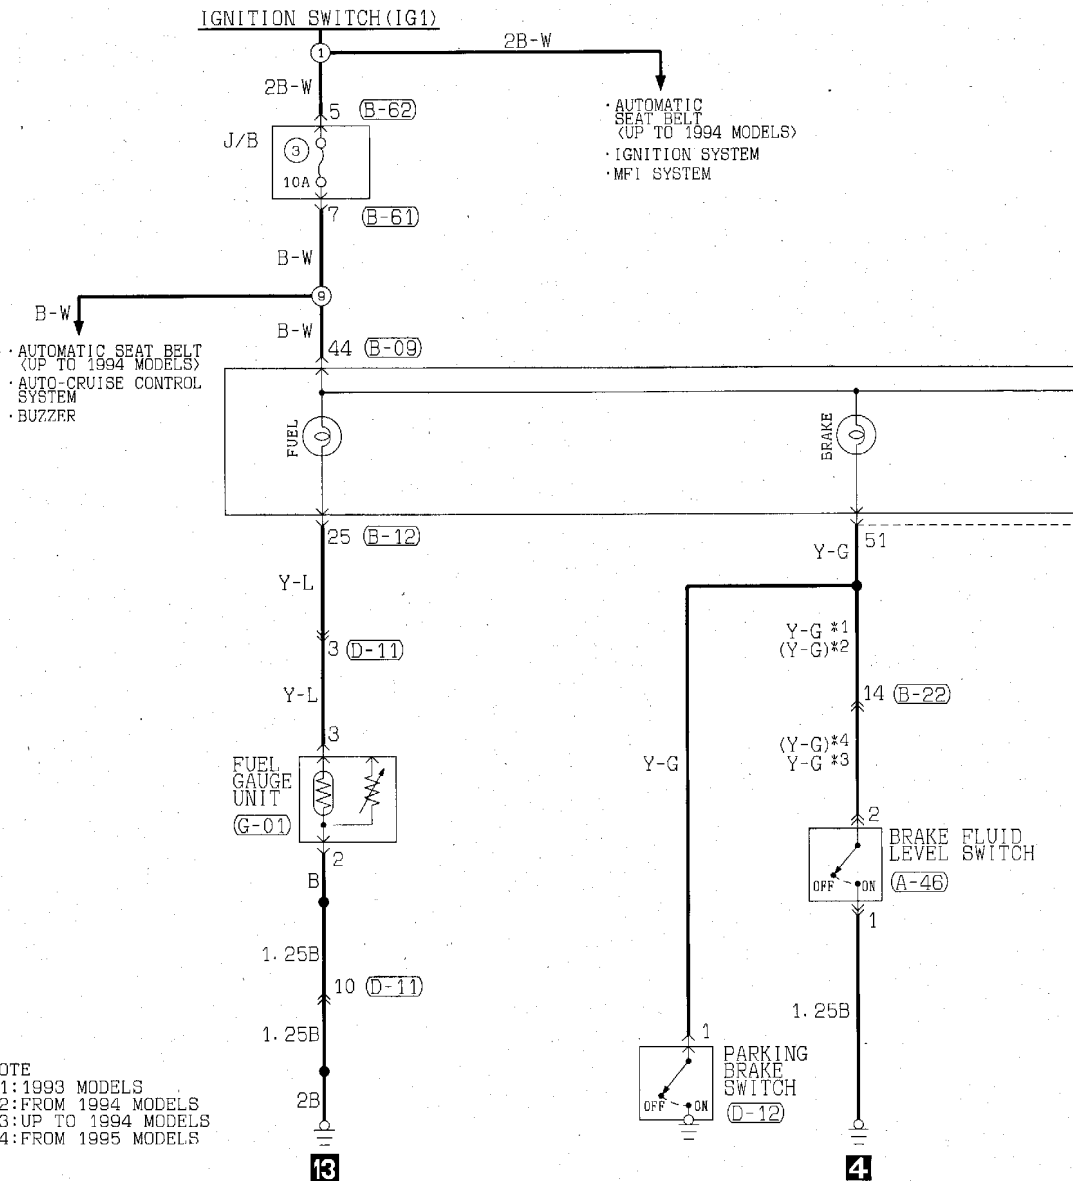 IGNITION SWITCH(IG1)
1
2B-W
2B-W
5 (B-62)
· AUTOMATIC
SEAT BELT
〈UP TO 1994 MODELS〉
· IGNITION SYSTEM
· MFI SYSTEM
J/B
3
10A
7 (B-61)
B-W
9
B-W
B-W
44 (B-09)
· AUTOMATIC SEAT BELT
〈UP TO 1994 MODELS〉
· AUTO-CRUISE CONTROL
SYSTEM
· BUZZER
FUEL
BRAKE
25 (B-12)
51
Y-G
Y-L
Y-G *1
(Y-G)*2
3 (D-11)
Y-L
14 (B-22)
3
(Y-G)*4
Y-G *3
Y-G
FUEL
GAUGE
UNIT
(G-01)
2
BRAKE FLUID
LEVEL SWITCH
(A-46)
OFF ON
2
B
1
1.25B
10 (D-11)
1.25B
1.25B
1
PARKING
BRAKE
SWITCH
(D-12)
OFF ON
OTE
1:1993 MODELS
2:FROM 1994 MODELS
3:UP TO 1994 MODELS
4:FROM 1995 MODELS
2B
13
4